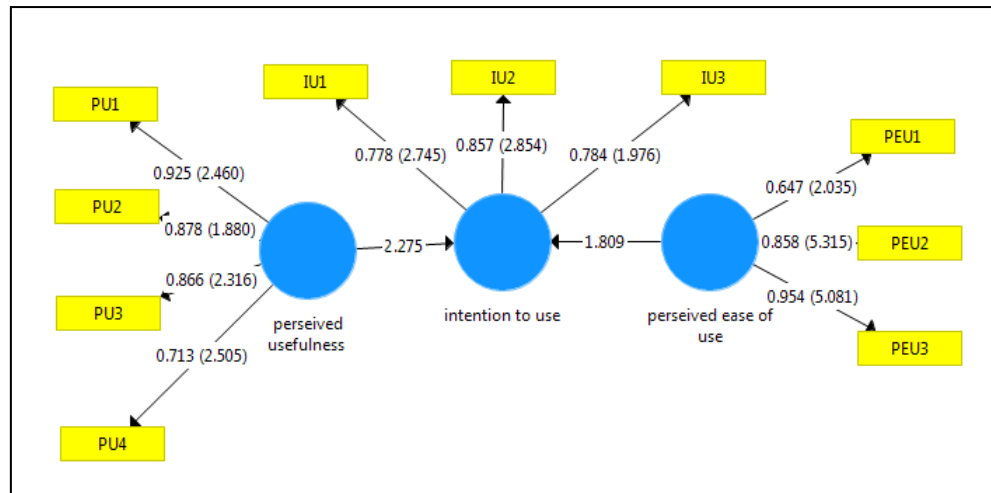 IU1
IU2
IU3
PU1
PEU1
0.778 (2.745)
0.857 (2.854)
0.784 (1.976)
0.925 (2.460)
0.647 (2.035)
PU2
0.878 (1.880)
2.275
1.809
0.858 (5.315)
PEU2
0.866 (2.316)
PU3
0.954 (5.081)
perseived
usefulness
intention to use
perseived ease of
use
PEU3
0.713 (2.505)
PU4